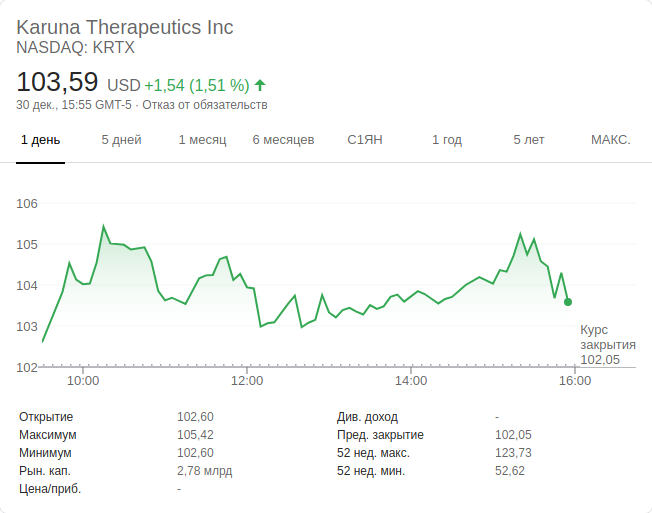 Karuna Therapeutics Inc
NASDAQ: KRTX
103,59 USD +1,54 (1,51 %)
30 дек., 15:55 GMT-5 · Отказ от обязательств
1 день 5 дней 1 месяц 6 месяцев С1ЯН 1 год 5 лет МАКС.
106
105
104
103
Курс
закрытия
102,05
102
10:00 12:00 14:00 16:00
Открытие 102,60 Див. доход -
Максимум 105,42 Пред. закрытие 102,05
Минимум 102,60 52 нед. макс. 123,73
Рын. кап. 2,78 млрд 52 нед. мин. 52,62
Цена/приб. -